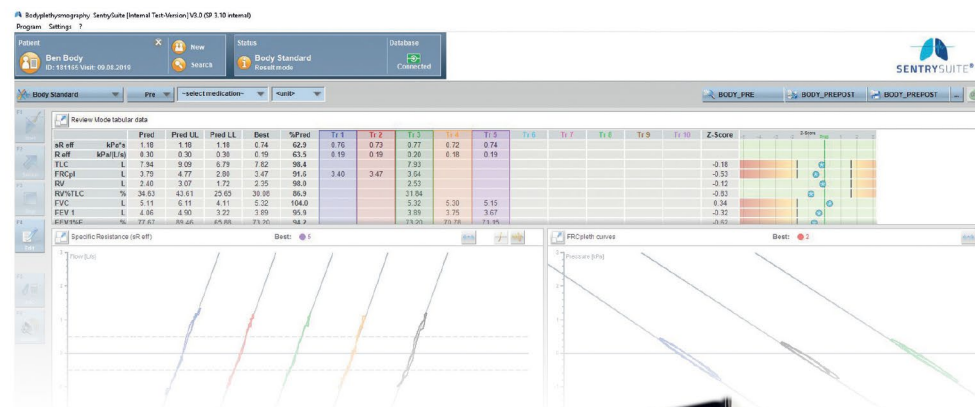 Bodyplethysmography SentrySuite [Internal Test-Version] V3.0 (SP 3.10 internal)
Program Settings ?
Patient
Ben Body
ID: 181155 Visit: 09.08.2019
New
Search
Status
Body Standard
Result mode
Database
Connected
SENTRYSUITE®
Body Standard Pre ~select medication~ <unit> BODY_PRE BODY_PREPOST BODY_PREPOST ...
Review Mode tabular data
Pred Pred UL Pred LL Best %Pred Tr 1 Tr 2 Tr 3 Tr 4 Tr 5 Tr 6 Tr 7 Tr 8 Tr 9 Tr 10 Z-Score
sR eff kPa*s 1.18 1.18 1.18 0.74 62.9 0.76 0.73 0.77 0.72 0.74
R eff kPa/(L/s) 0.30 0.30 0.30 0.19 63.5 0.19 0.19 0.20 0.18 0.19
TLC L 7.94 9.09 6.79 7.82 98.4 7.93 -0.18
FRCpl L 3.79 4.77 2.80 3.47 91.6 3.40 3.47 3.64 -0.53
RV L 2.40 3.07 1.72 2.35 98.0 2.53 -0.12
RV%TLC % 34.63 43.61 25.65 30.08 86.9 31.84 -0.83
FVC L 5.11 6.11 4.11 5.32 104.0 5.32 5.30 5.15 0.34
FEV 1 L 4.06 4.90 3.22 3.89 95.9 3.89 3.75 3.67 -0.32
Specific Resistance (sR eff) Best: 5
Flow [L/s]
FRCpleth curves Best: 2
Pressure [kPa]